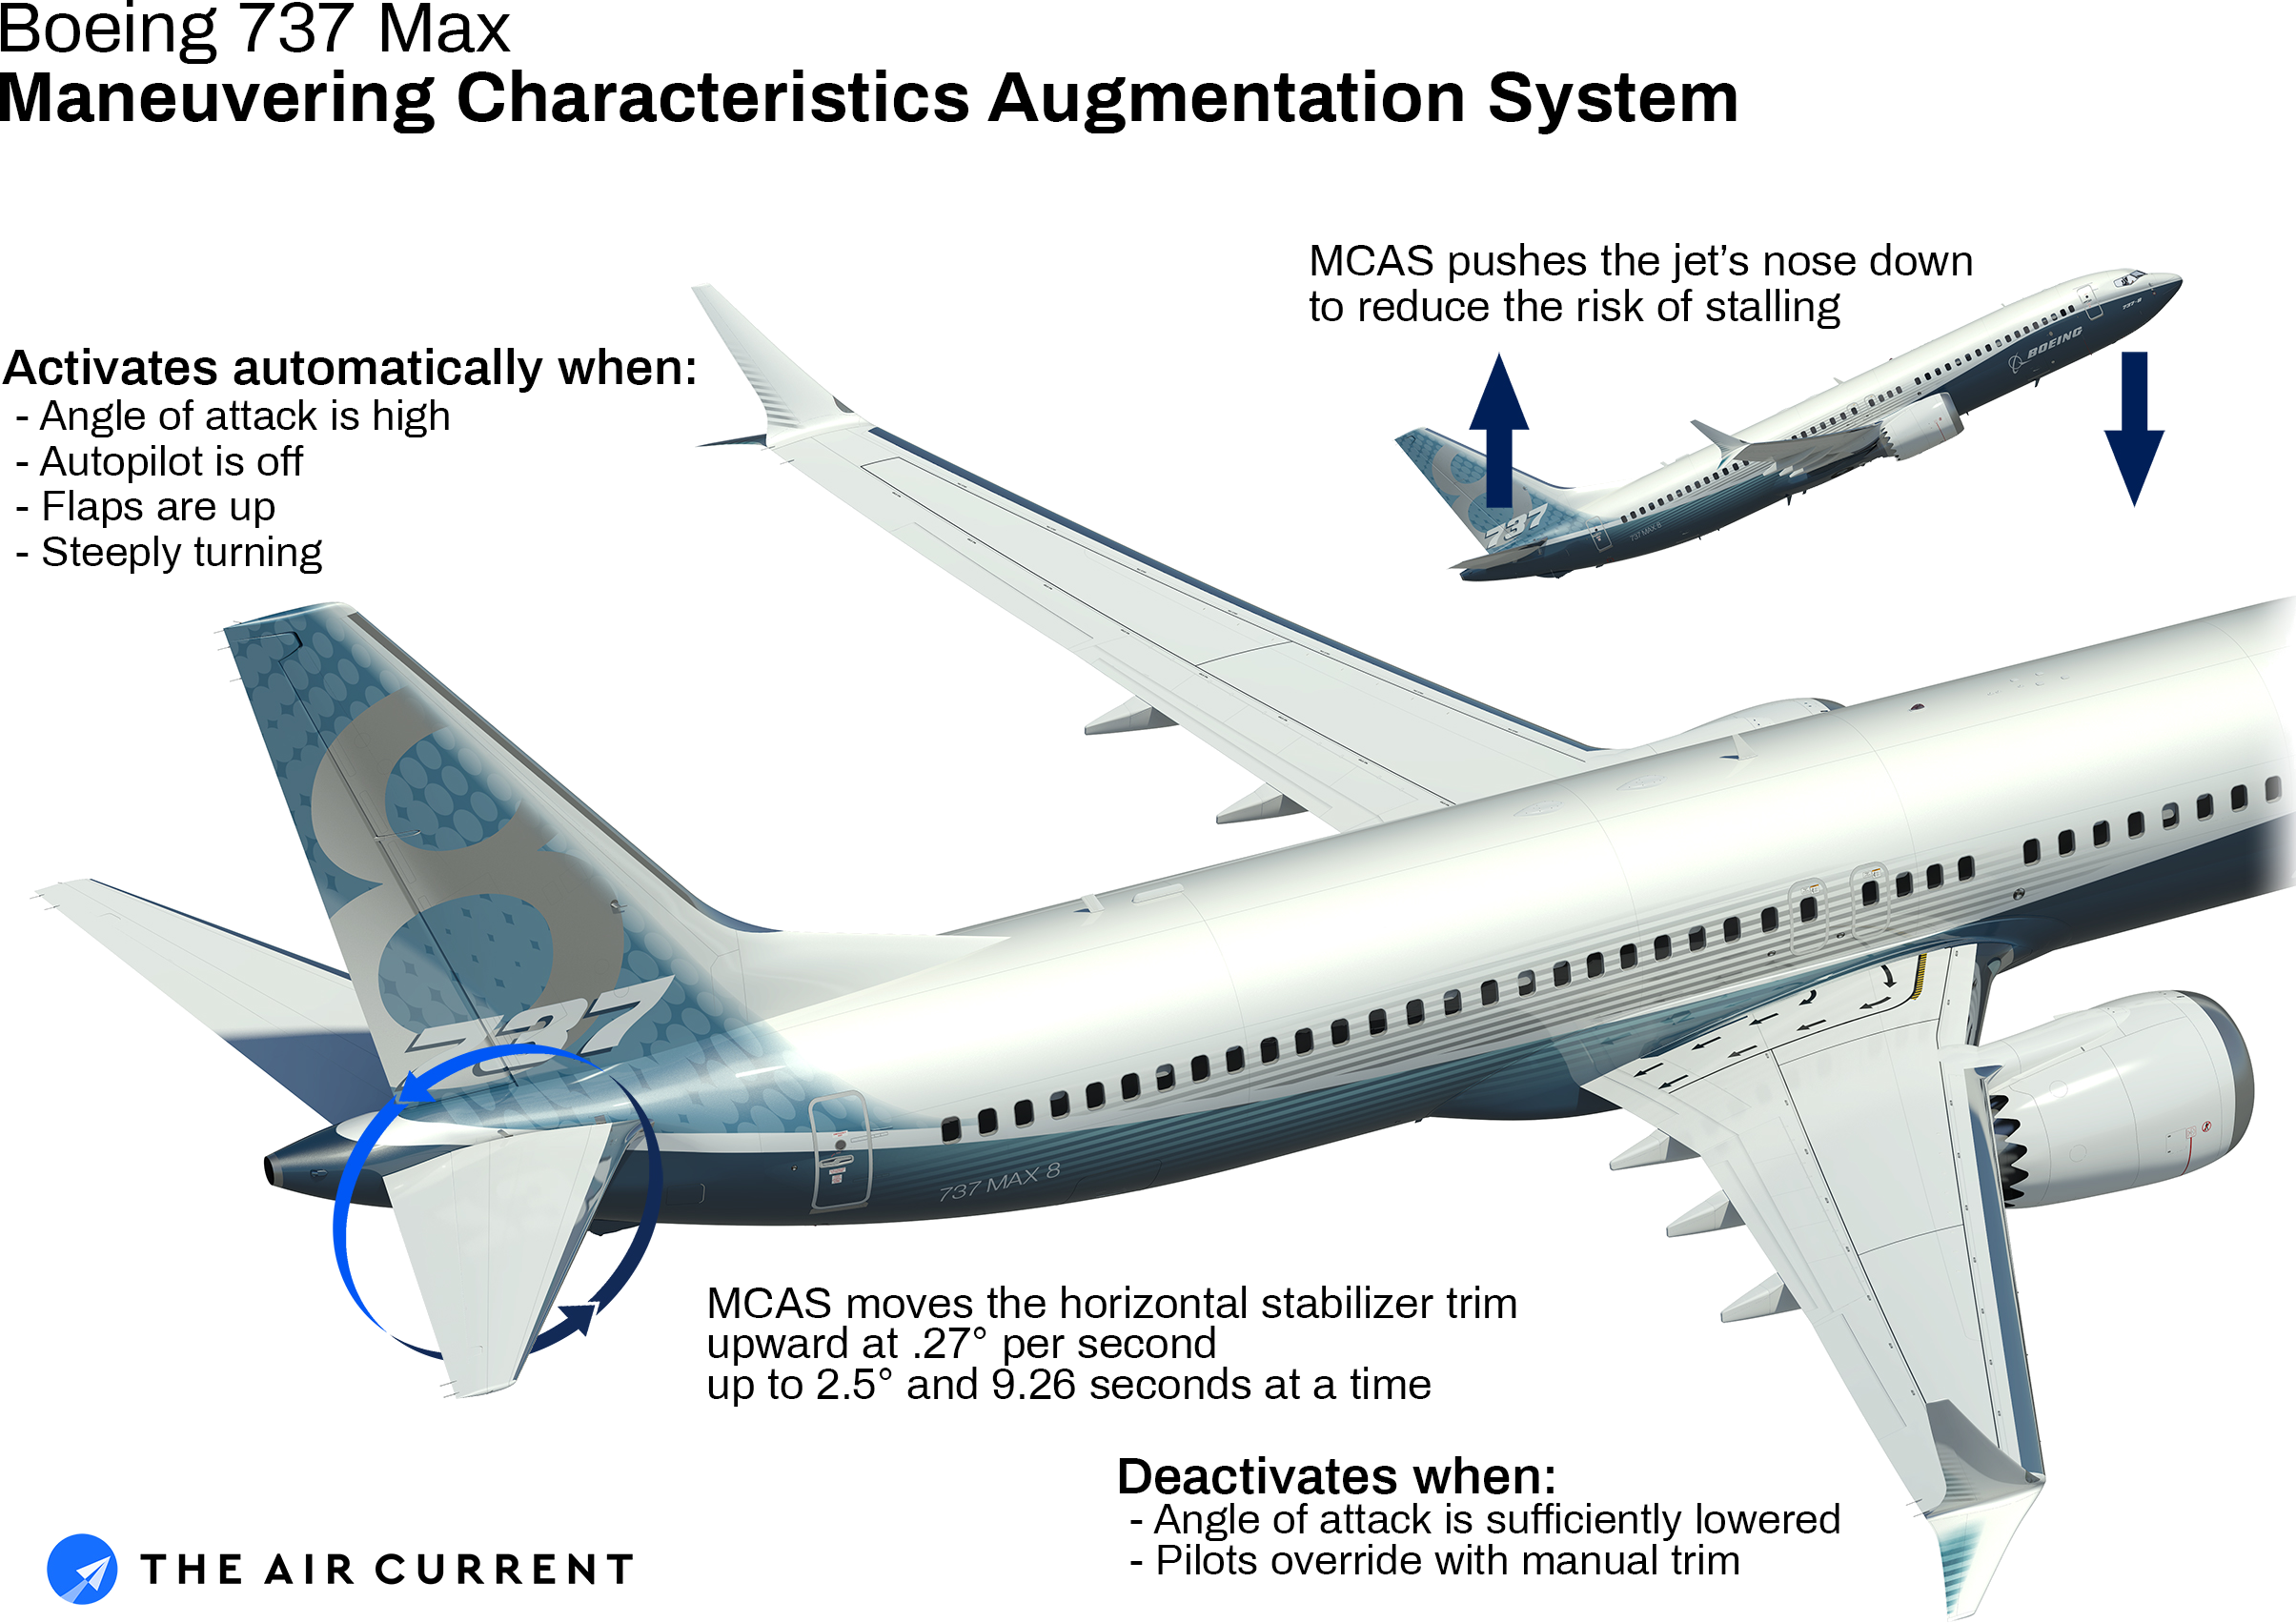 Boeing 737 Max
Maneuvering Characteristics Augmentation System
MCAS pushes the jet’s nose down
to reduce the risk of stalling
Activates automatically when:
- Angle of attack is high
- Autopilot is off
- Flaps are up
- Steeply turning
BOEING
737-8
737
737 MAX 8
8
737
737 MAX 8
MCAS moves the horizontal stabilizer trim
upward at .27° per second
up to 2.5° and 9.26 seconds at a time
Deactivates when:
- Angle of attack is sufficiently lowered
- Pilots override with manual trim
THE AIR CURRENT